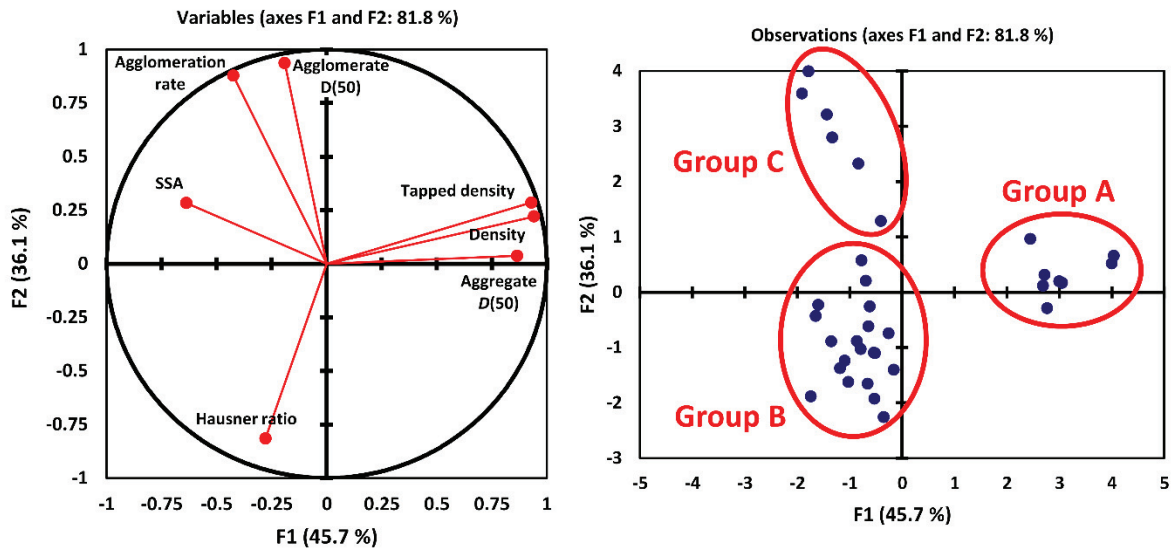 Variables (axes F1 and F2: 81.8 %)
1
0.75
0.5
0.25
0
-0.25
-0.5
-0.75
-1
F2 (36.1 %)
Agglomeration
rate
Agglomerate
D(50)
SSA
Tapped density
Density
Aggregate
D(50)
Hausner ratio
-1 -0.75 -0.5 -0.25 0 0.25 0.5 0.75 1
F1 (45.7 %)
Observations (axes F1 and F2: 81.8 %)
4
3
2
1
0
-1
-2
-3
F2 (36.1 %)
Group C
Group A
Group B
-5 -4 -3 -2 -1 0 1 2 3 4 5
F1 (45.7 %)